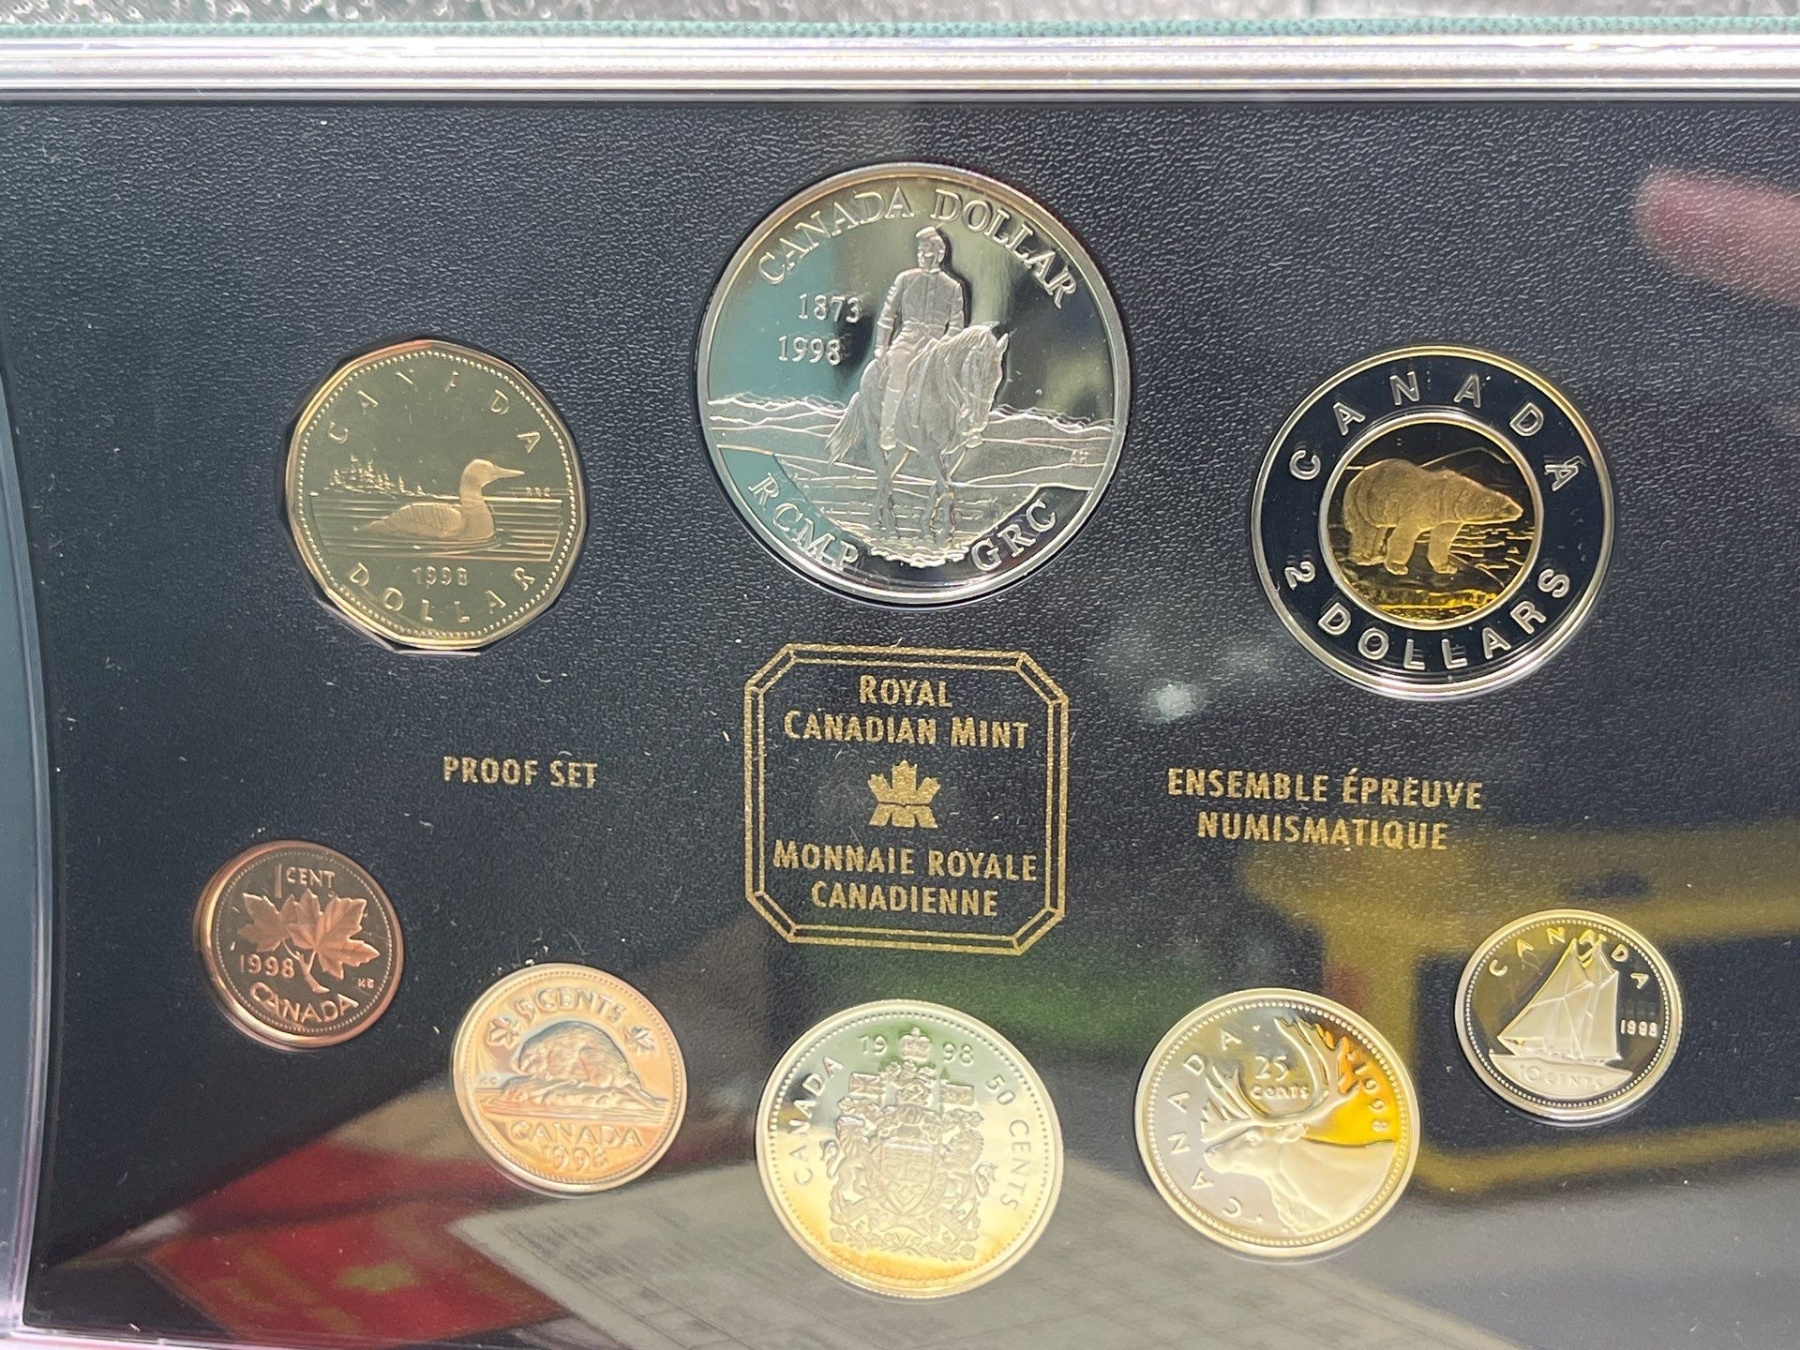 CANADA DOLLAR
1873
1998
RCMP GRC
CANADA
1998
DOLLAR
CANADA
2 DOLLARS
ROYAL
CANADIAN MINT
MONNAIE ROYALE
CANADIENNE
PROOF SET
ENSEMBLE ÉPREUVE
NUMISMATIQUE
1 CENT
1998
CANADA
5 CENTS
CANADA
1998
CANADA 1998 50 CENTS
CANADA
25
CENTS
1998
CANADA
1998
10 CENTS